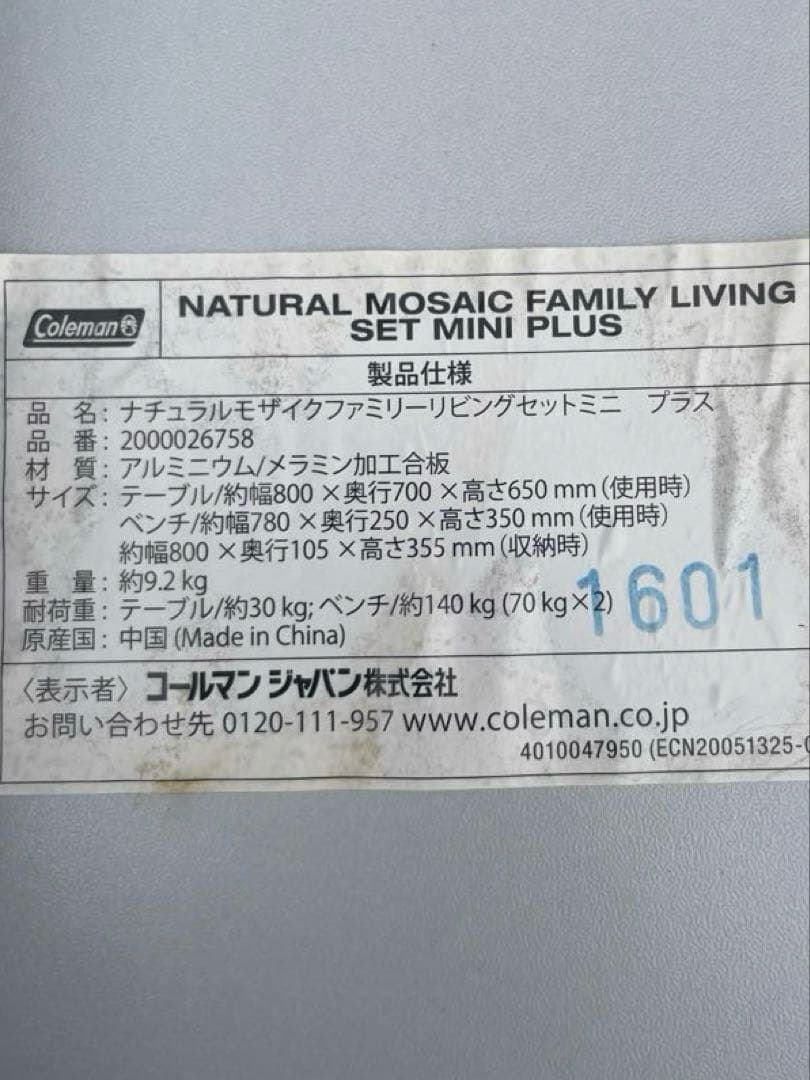 Coleman
NATURAL MOSAIC FAMILY LIVING
SET MINI PLUS
製品仕様
品 名: ナチュラルモザイクファミリーリビングセットミニ プラス
品 番: 2000026758
材 質: アルミニウム/メラミン加工合板
サイズ: テーブル/約幅800 ×奥行700 ×高さ650 mm (使用時)
ベンチ/約幅780 ×奥行250 ×高さ350 mm (使用時)
約幅800 ×奥行105 ×高さ355 mm (収納時)
重 量: 約9.2 kg
耐荷重: テーブル/約30 kg; ベンチ/約140 kg (70 kg×2)
1601
原産国: 中国 (Made in China)
〈表示者〉 コールマン ジャパン株式会社
お問い合わせ先 0120-111-957 www.coleman.co.jp
4010047950 (ECN20051325-0